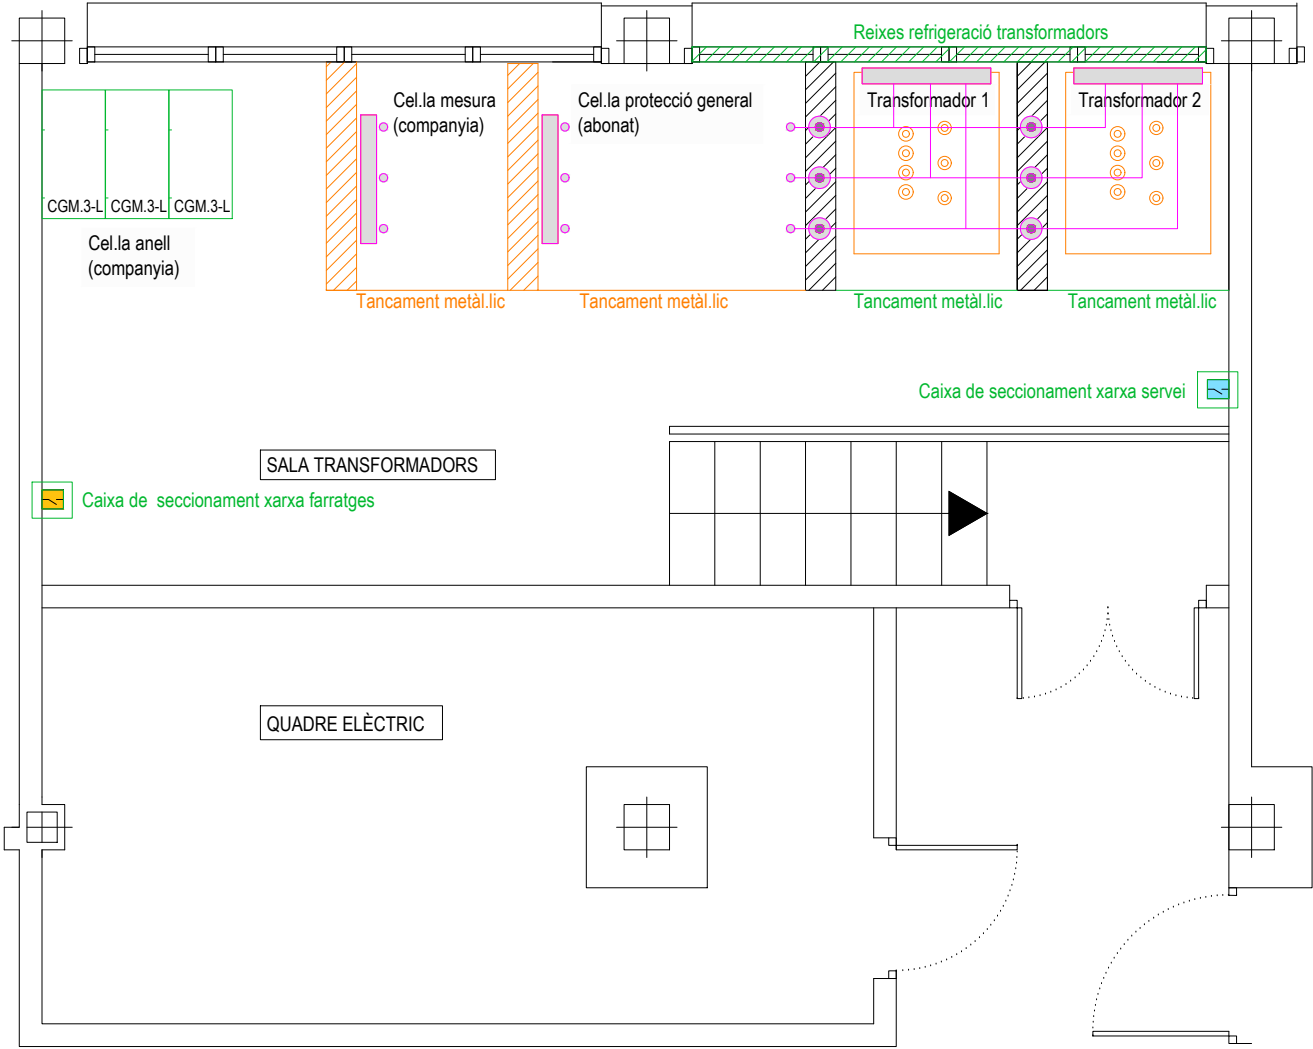 Reixes refrigeració transformadors
Cel.la mesura
(companyia)
Cel.la protecció general
(abonat)
Transformador 1
Transformador 2
CGM.3-L
CGM.3-L
CGM.3-L
Cel.la anell
(companyia)
Tancament metàl.lic
Tancament metàl.lic
Tancament metàl.lic
Tancament metàl.lic
Caixa de seccionament xarxa servei
SALA TRANSFORMADORS
Caixa de  seccionament xarxa farratges
QUADRE ELÈCTRIC